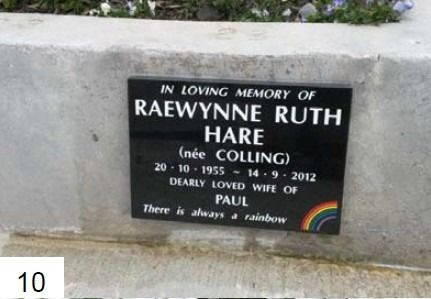 IN LOVING MEMORY OF
RAEWYNNE RUTH
HARE
(née COLLING)
20 · 10 · 1955 ~ 14 · 9 · 2012
DEARLY LOVED WIFE OF
PAUL
There is always a rainbow
10